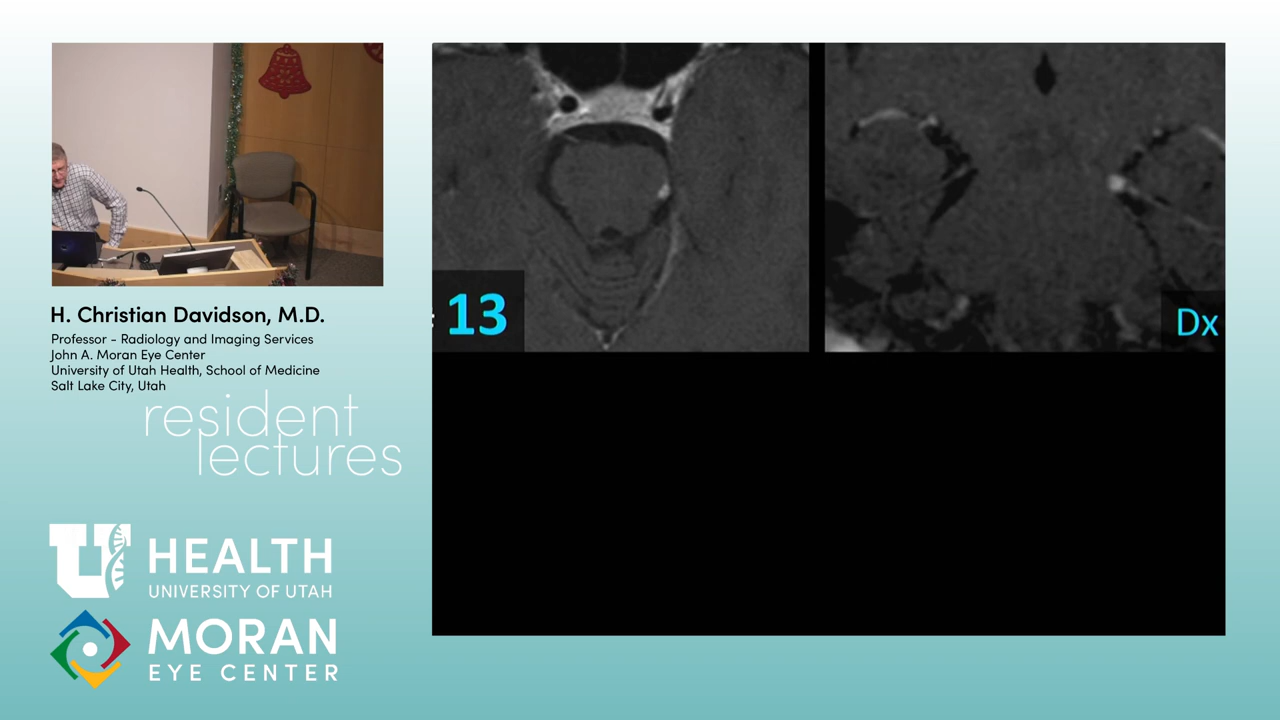 : 13
Dx
H. Christian Davidson, M.D.
Professor - Radiology and Imaging Services
John A. Moran Eye Center
University of Utah Health, School of Medicine
Salt Lake City, Utah
resident
lectures
U HEALTH
UNIVERSITY OF UTAH
MORAN
EYE CENTER